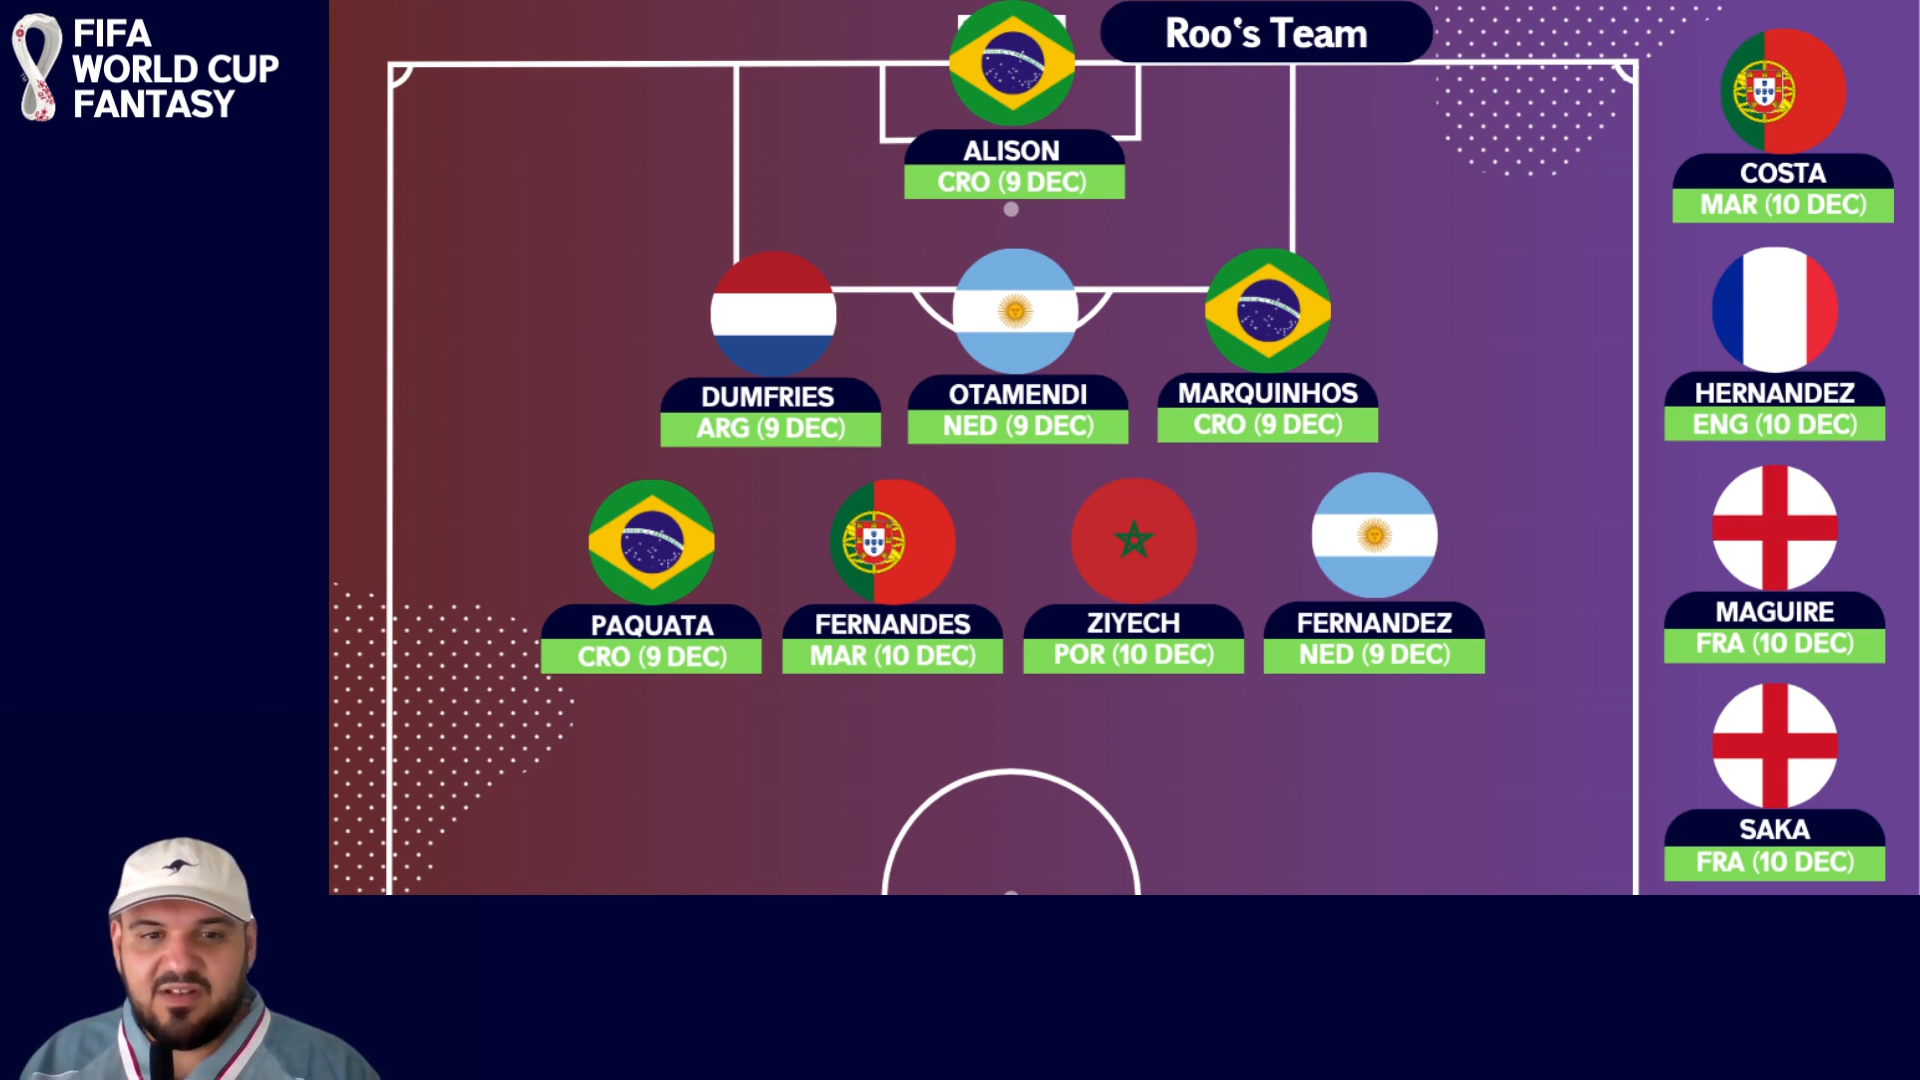 FIFA
WORLD CUP
FANTASY
Roo's Team
ALISON
CRO (9 DEC)
DUMFRIES
ARG (9 DEC)
OTAMENDI
NED (9 DEC)
MARQUINHOS
CRO (9 DEC)
PAQUATA
CRO (9 DEC)
FERNANDES
MAR (10 DEC)
ZIYECH
POR (10 DEC)
FERNANDEZ
NED (9 DEC)
COSTA
MAR (10 DEC)
HERNANDEZ
ENG (10 DEC)
MAGUIRE
FRA (10 DEC)
SAKA
FRA (10 DEC)